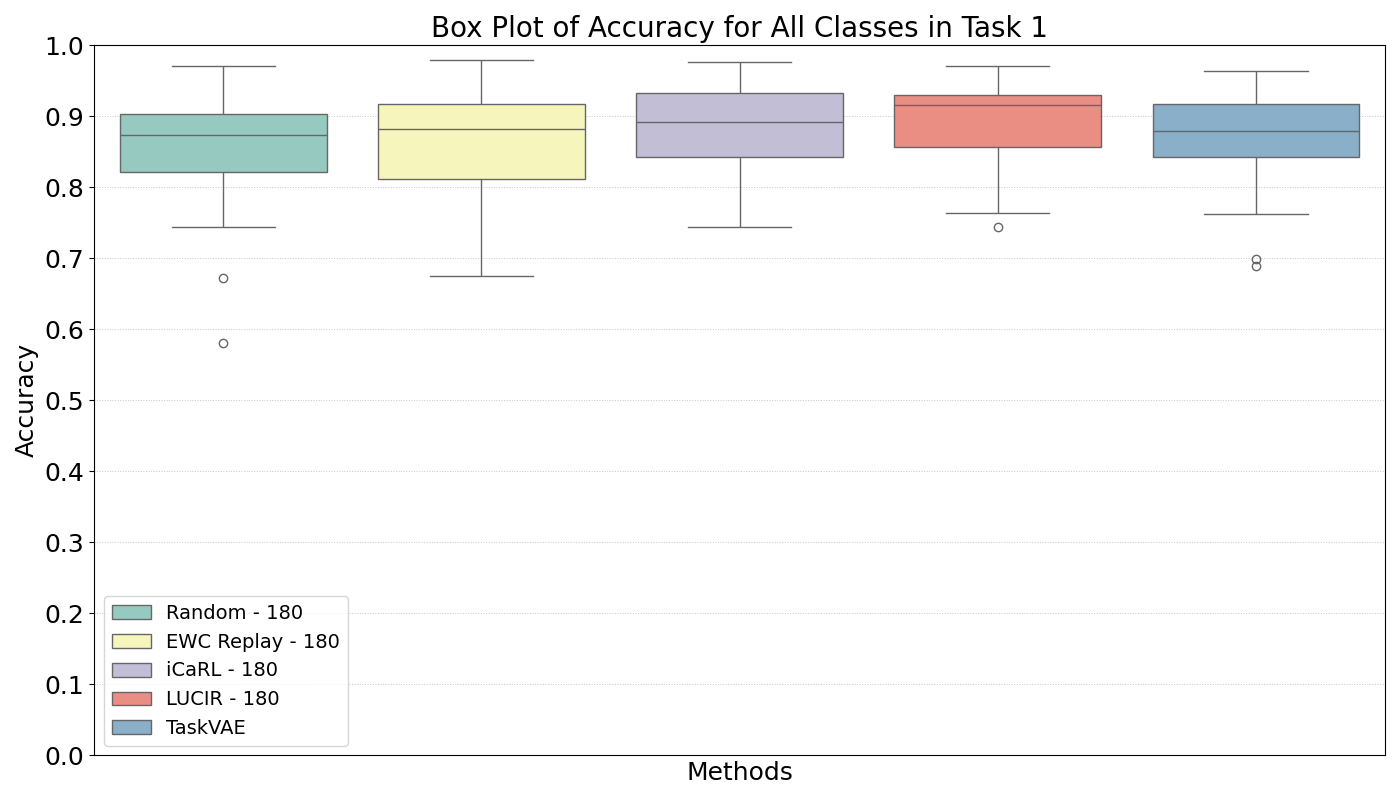 Box Plot of Accuracy for All Classes in Task 1
1.0
0.9
0.8
0.7
0.6
0.5
0.4
0.3
0.2
0.1
0.0
Accuracy
Random - 180
EWC Replay - 180
iCaRL - 180
LUCIR - 180
TaskVAE
Methods